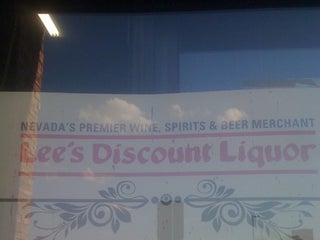 NEVADA'S PREMIER WINE, SPIRITS & BEER MERCHANT
Lee's Discount Liquor